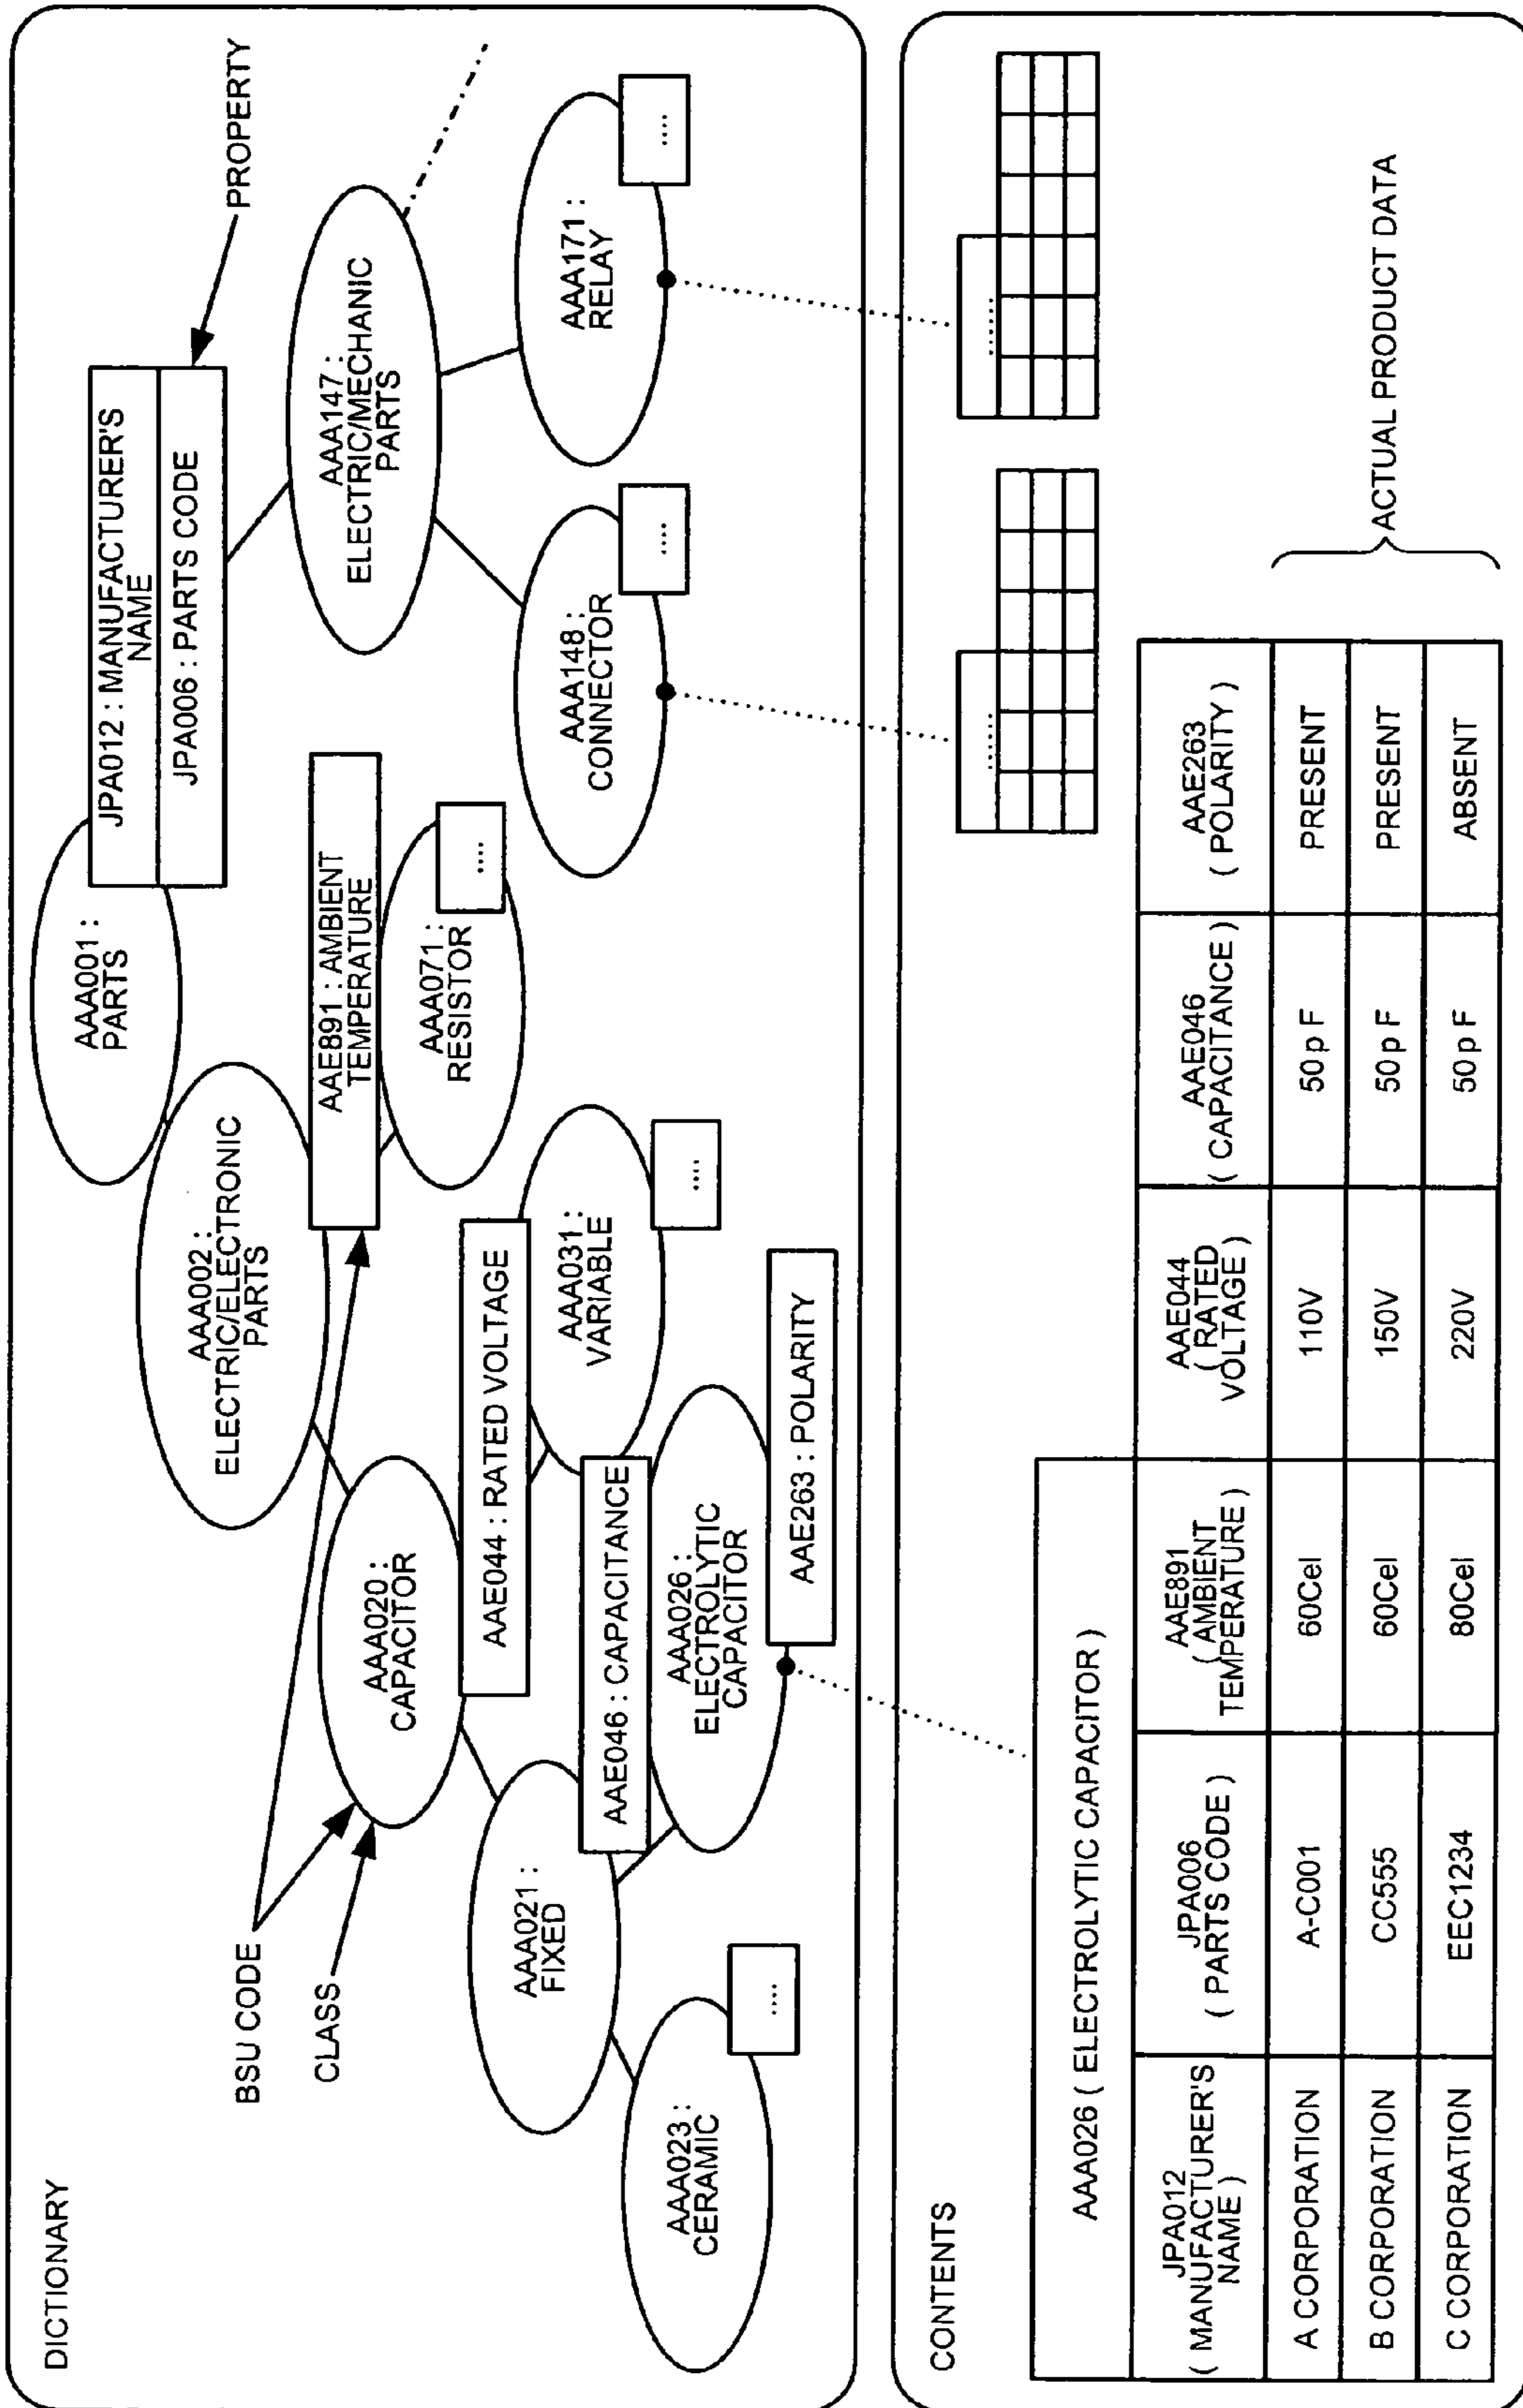 DICTIONARY
BSU CODE
CLASS
PROPERTY
AAA001 :
PARTS
JPA012 : MANUFACTURER'S
NAME
JPA006 : PARTS CODE
AAA002 :
ELECTRIC/ELECTRONIC
PARTS
AAE891 : AMBIENT
TEMPERATURE
AAA147 :
ELECTRIC/MECHANIC
PARTS
AAA020 :
CAPACITOR
AAE044 : RATED VOLTAGE
AAA071 :
RESISTOR
....
AAA021 :
FIXED
AAE046 : CAPACITANCE
AAA031 :
VARIABLE
....
AAA148 :
CONNECTOR
....
AAA171 :
RELAY
....
AAA023 :
CERAMIC
....
AAA026 :
ELECTROLYTIC
CAPACITOR
AAE263 : POLARITY
CONTENTS
AAA026 ( ELECTROLYTIC CAPACITOR )
JPA012
( MANUFACTURER'S
NAME )
JPA006
( PARTS CODE )
AAE891
( AMBIENT
TEMPERATURE )
AAE044
( RATED
VOLTAGE )
AAE046
( CAPACITANCE )
AAE263
( POLARITY )
A CORPORATION A-C001 60Cel 110V 50pF PRESENT
B CORPORATION CC555 60Cel 150V 50pF PRESENT
C CORPORATION EEC1234 80Cel 220V 50pF ABSENT
.......
.......
ACTUAL PRODUCT DATA